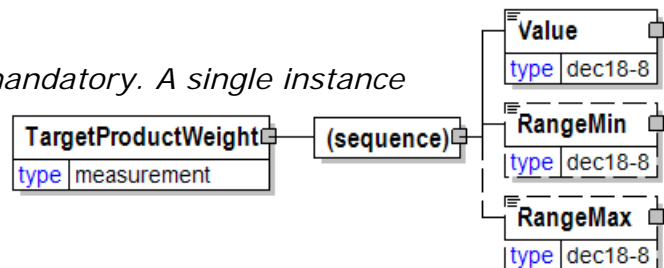 Value
type dec18-8
mandatory. A single instance
RangeMin
type dec18-8
TargetProductWeight
type measurement
(sequence)
RangeMax
type dec18-8